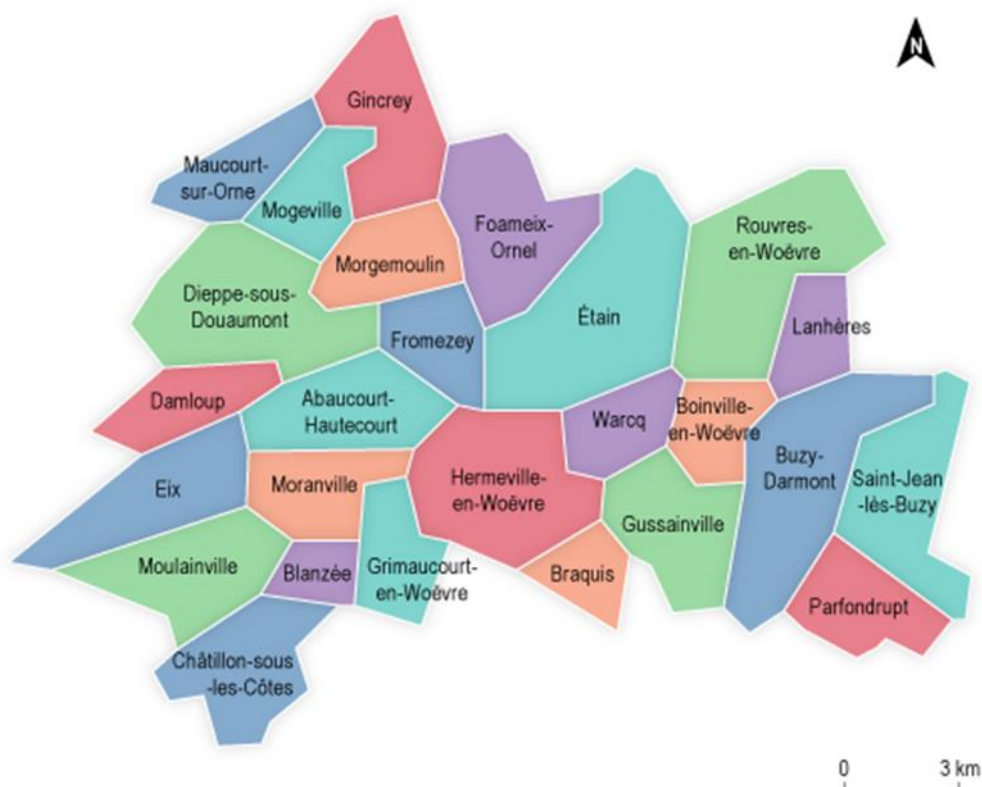 N
Gincrey
Maucourt-
sur-Orne
Mogeville
Foameix-
Ornel
Rouvres-
en-Woëvre
Morgemoulin
Dieppe-sous-
Douaumont
Étain
Lanhères
Fromezey
Damloup
Abaucourt-
Hautecourt
Warcq
Boinville-
en-Woëvre
Buzy-
Darmont
Saint-Jean
-lès-Buzy
Eix
Moranville
Hermeville-
en-Woëvre
Gussainville
Moulainville
Blanzée
Grimaucourt-
en-Woëvre
Braquis
Parfondrupt
Châtillon-sous
-les-Côtes
0 3 km